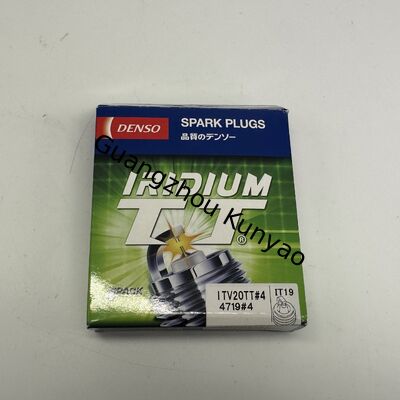 DENSO
SPARK PLUGS
品質のデンソー
IRIDIUM
TT®
PACK
ITV20TT#4
4719#4
IT19
Guangzhou Kunyao